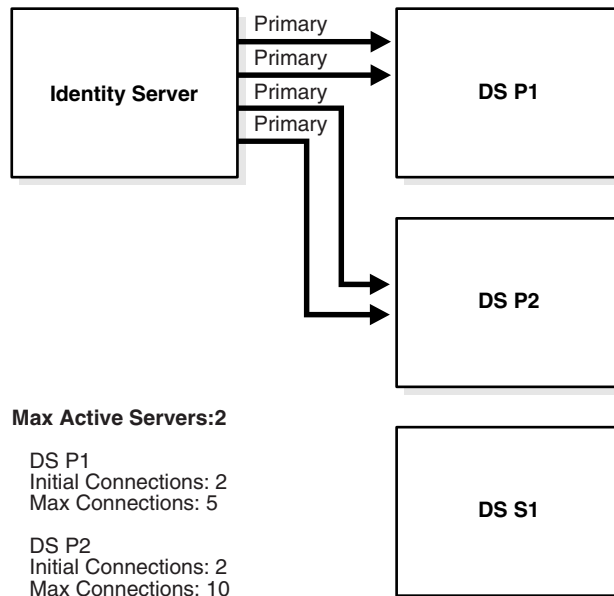 Primary
Primary
Primary
Primary
Identity Server
DS P1
DS P2
Max Active Servers:2
DS P1
Initial Connections: 2
Max Connections: 5
DS P2
Initial Connections: 2
Max Connections: 10
DS S1